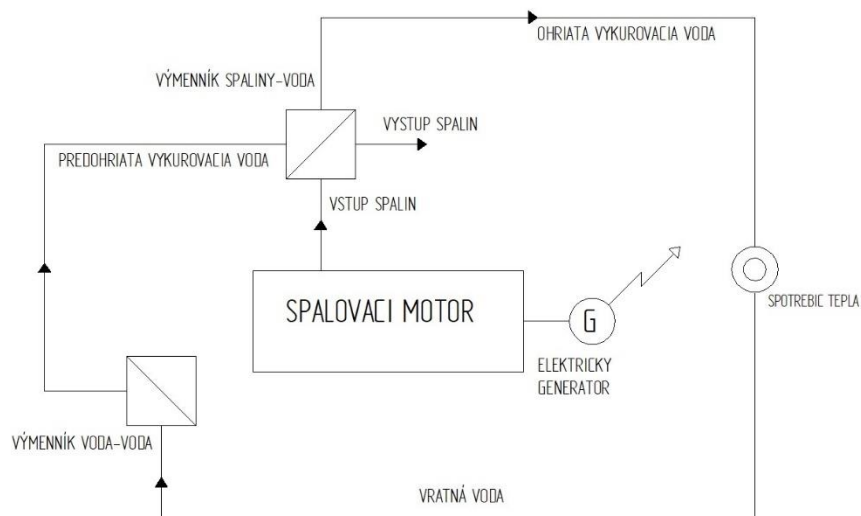 OHRIATA VYKUROVACIA VODA
VÝMENNÍK SPALINY-VODA
VYSTUP SPALIN
PREDOHRIATA VYKUROVACIA VODA
VSTUP SPALIN
SPALOVACI MOTOR
G
SPOTREBIC TEPLA
ELEKTRICKY
GENERATOR
VÝMENNÍK VODA-VODA
VRATNÁ VODA